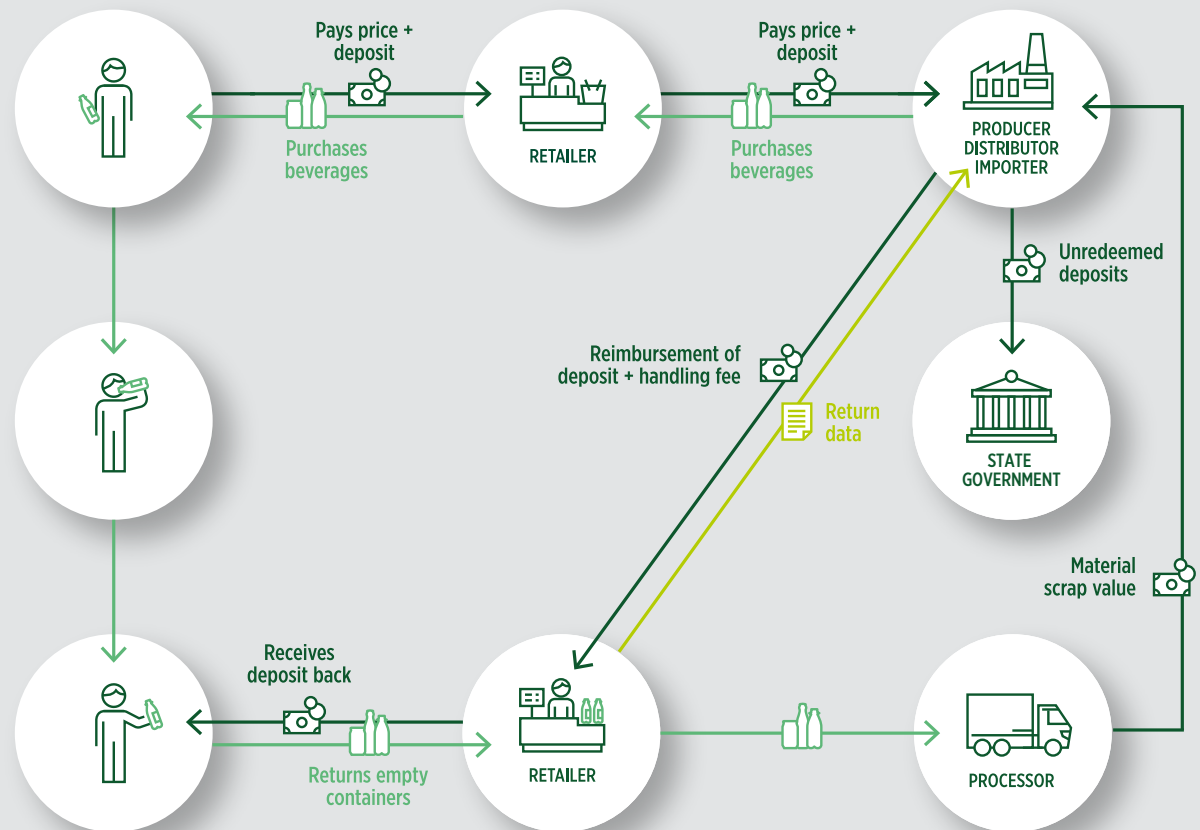 Pays price +
deposit
Pays price +
deposit
RETAILER
PRODUCER
DISTRIBUTOR
IMPORTER
Purchases
beverages
Purchases
beverages
Unredeemed
deposits
Reimbursement of
deposit + handling fee
Return
data
STATE
GOVERNMENT
Material
scrap value
Receives
deposit back
RETAILER
PROCESSOR
Returns empty
containers